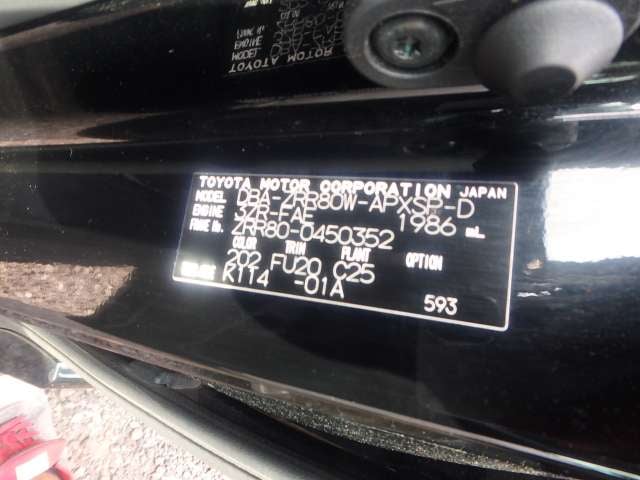 TOYOTA MOTOR CORPORATION JAPAN
MODEL DBA-ZRR80W-APXSP-D
ENGINE 3ZR-FAE 1986 mL
FRAME No. ZRR80-0450352
COLOR TRIM PLANT OPTION
202 FU20 C25
K114 -01A
593